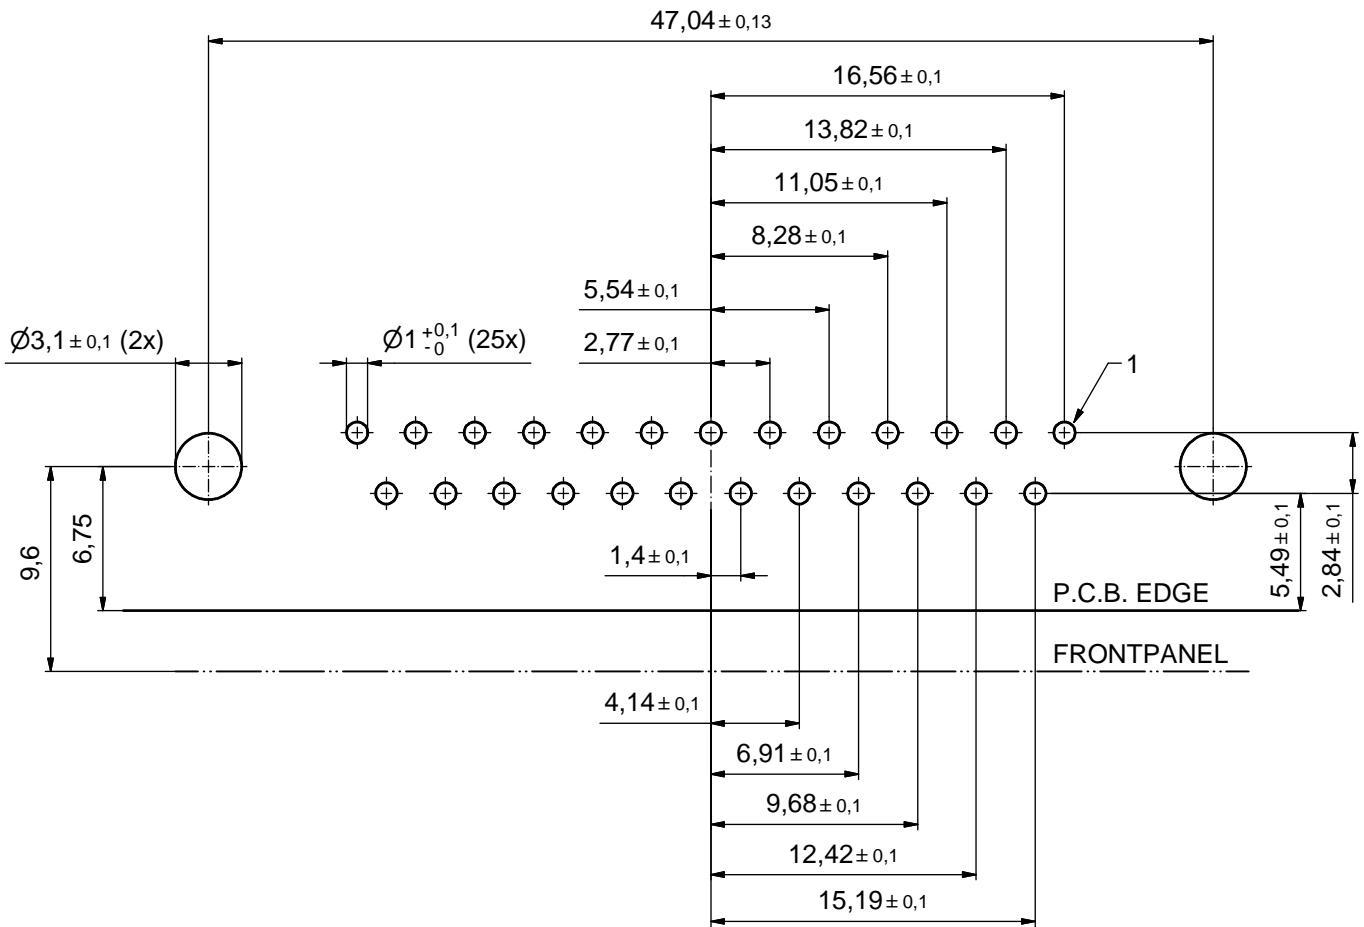 47,04 ± 0,13
16,56 ± 0,1
13,82 ± 0,1
11,05 ± 0,1
8,28 ± 0,1
5,54 ± 0,1
Ø3,1 ± 0,1 (2x)
Ø1 +0,1 -0 (25x)
2,77 ± 0,1
1
9,6
6,75
1,4 ± 0,1
5,49 ± 0,1
2,84 ± 0,1
P.C.B. EDGE
FRONTPANEL
4,14 ± 0,1
6,91 ± 0,1
9,68 ± 0,1
12,42 ± 0,1
15,19 ± 0,1